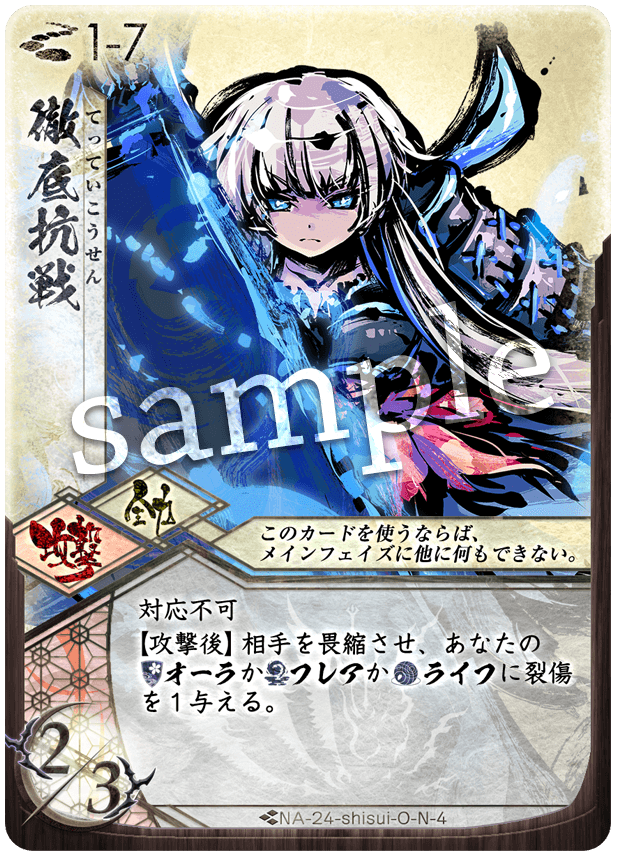 1-7
徹底抗戦
てっていこうせん
sample
攻撃
全力
このカードを使うならば、
メインフェイズに他に何もできない。
対応不可
【攻撃後】相手を畏縮させ、あなたの
オーラかフレアかライフに裂傷
を1与える。
2/3
NA-24-shisui-O-N-4